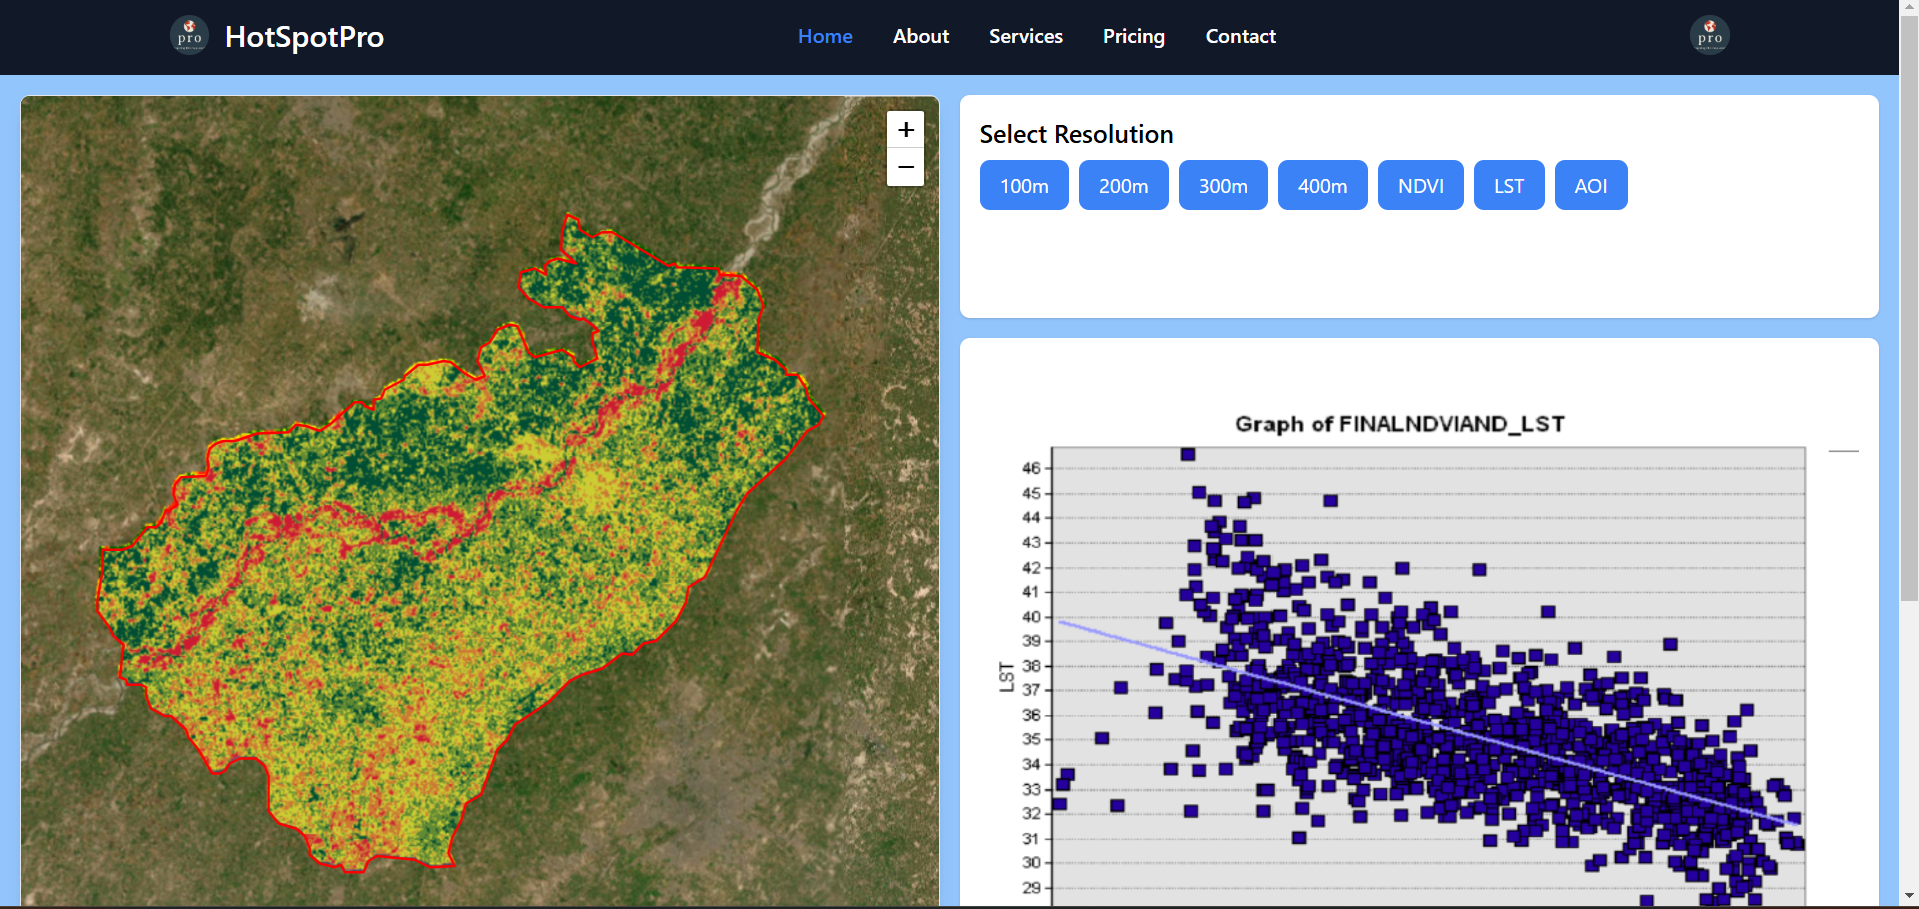 pro
HotSpotPro
Home
About
Services
Pricing
Contact
pro
+
−
Select Resolution
100m
200m
300m
400m
NDVI
LST
AOI
Graph of FINALNDVIAND_LST
46
45
44
43
42
41
40
39
38
37
36
35
34
33
32
31
30
29
LST